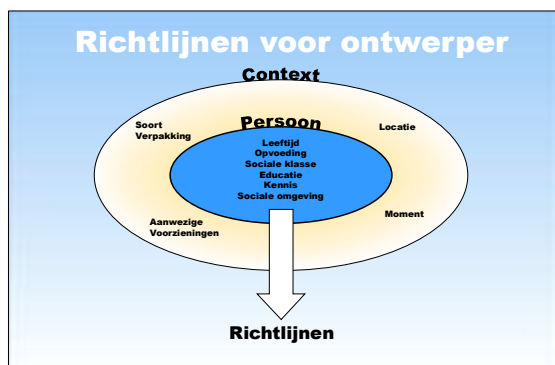 Richtlijnen voor ontwerper
Context
Soort
Verpakking
Locatie
Persoon
Leeftijd
Opvoeding
Sociale klasse
Educatie
Kennis
Sociale omgeving
Aanwezige
Voorzieningen
Moment
Richtlijnen